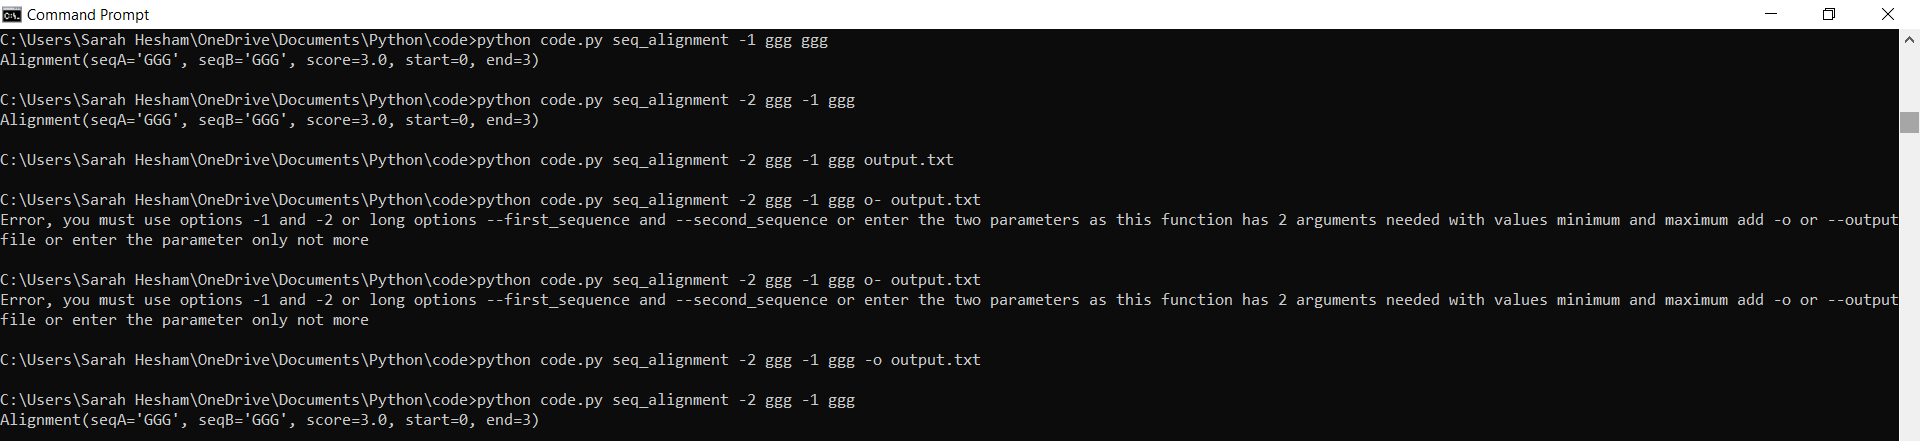 Command Prompt
C:\Users\Sarah Hesham\OneDrive\Documents\Python\code>python code.py seq_alignment -1 ggg ggg
Alignment(seqA='GGG', seqB='GGG', score=3.0, start=0, end=3)
C:\Users\Sarah Hesham\OneDrive\Documents\Python\code>python code.py seq_alignment -2 ggg -1 ggg
Alignment(seqA='GGG', seqB='GGG', score=3.0, start=0, end=3)
C:\Users\Sarah Hesham\OneDrive\Documents\Python\code>python code.py seq_alignment -2 ggg -1 ggg output.txt
C:\Users\Sarah Hesham\OneDrive\Documents\Python\code>python code.py seq_alignment -2 ggg -1 ggg o- output.txt
Error, you must use options -1 and -2 or long options --first_sequence and --second_sequence or enter the two parameters as this function has 2 arguments needed with values minimum and maximum add -o or --output
file or enter the parameter only not more
C:\Users\Sarah Hesham\OneDrive\Documents\Python\code>python code.py seq_alignment -2 ggg -1 ggg o- output.txt
Error, you must use options -1 and -2 or long options --first_sequence and --second_sequence or enter the two parameters as this function has 2 arguments needed with values minimum and maximum add -o or --output
file or enter the parameter only not more
C:\Users\Sarah Hesham\OneDrive\Documents\Python\code>python code.py seq_alignment -2 ggg -1 ggg -o output.txt
C:\Users\Sarah Hesham\OneDrive\Documents\Python\code>python code.py seq_alignment -2 ggg -1 ggg
Alignment(seqA='GGG', seqB='GGG', score=3.0, start=0, end=3)